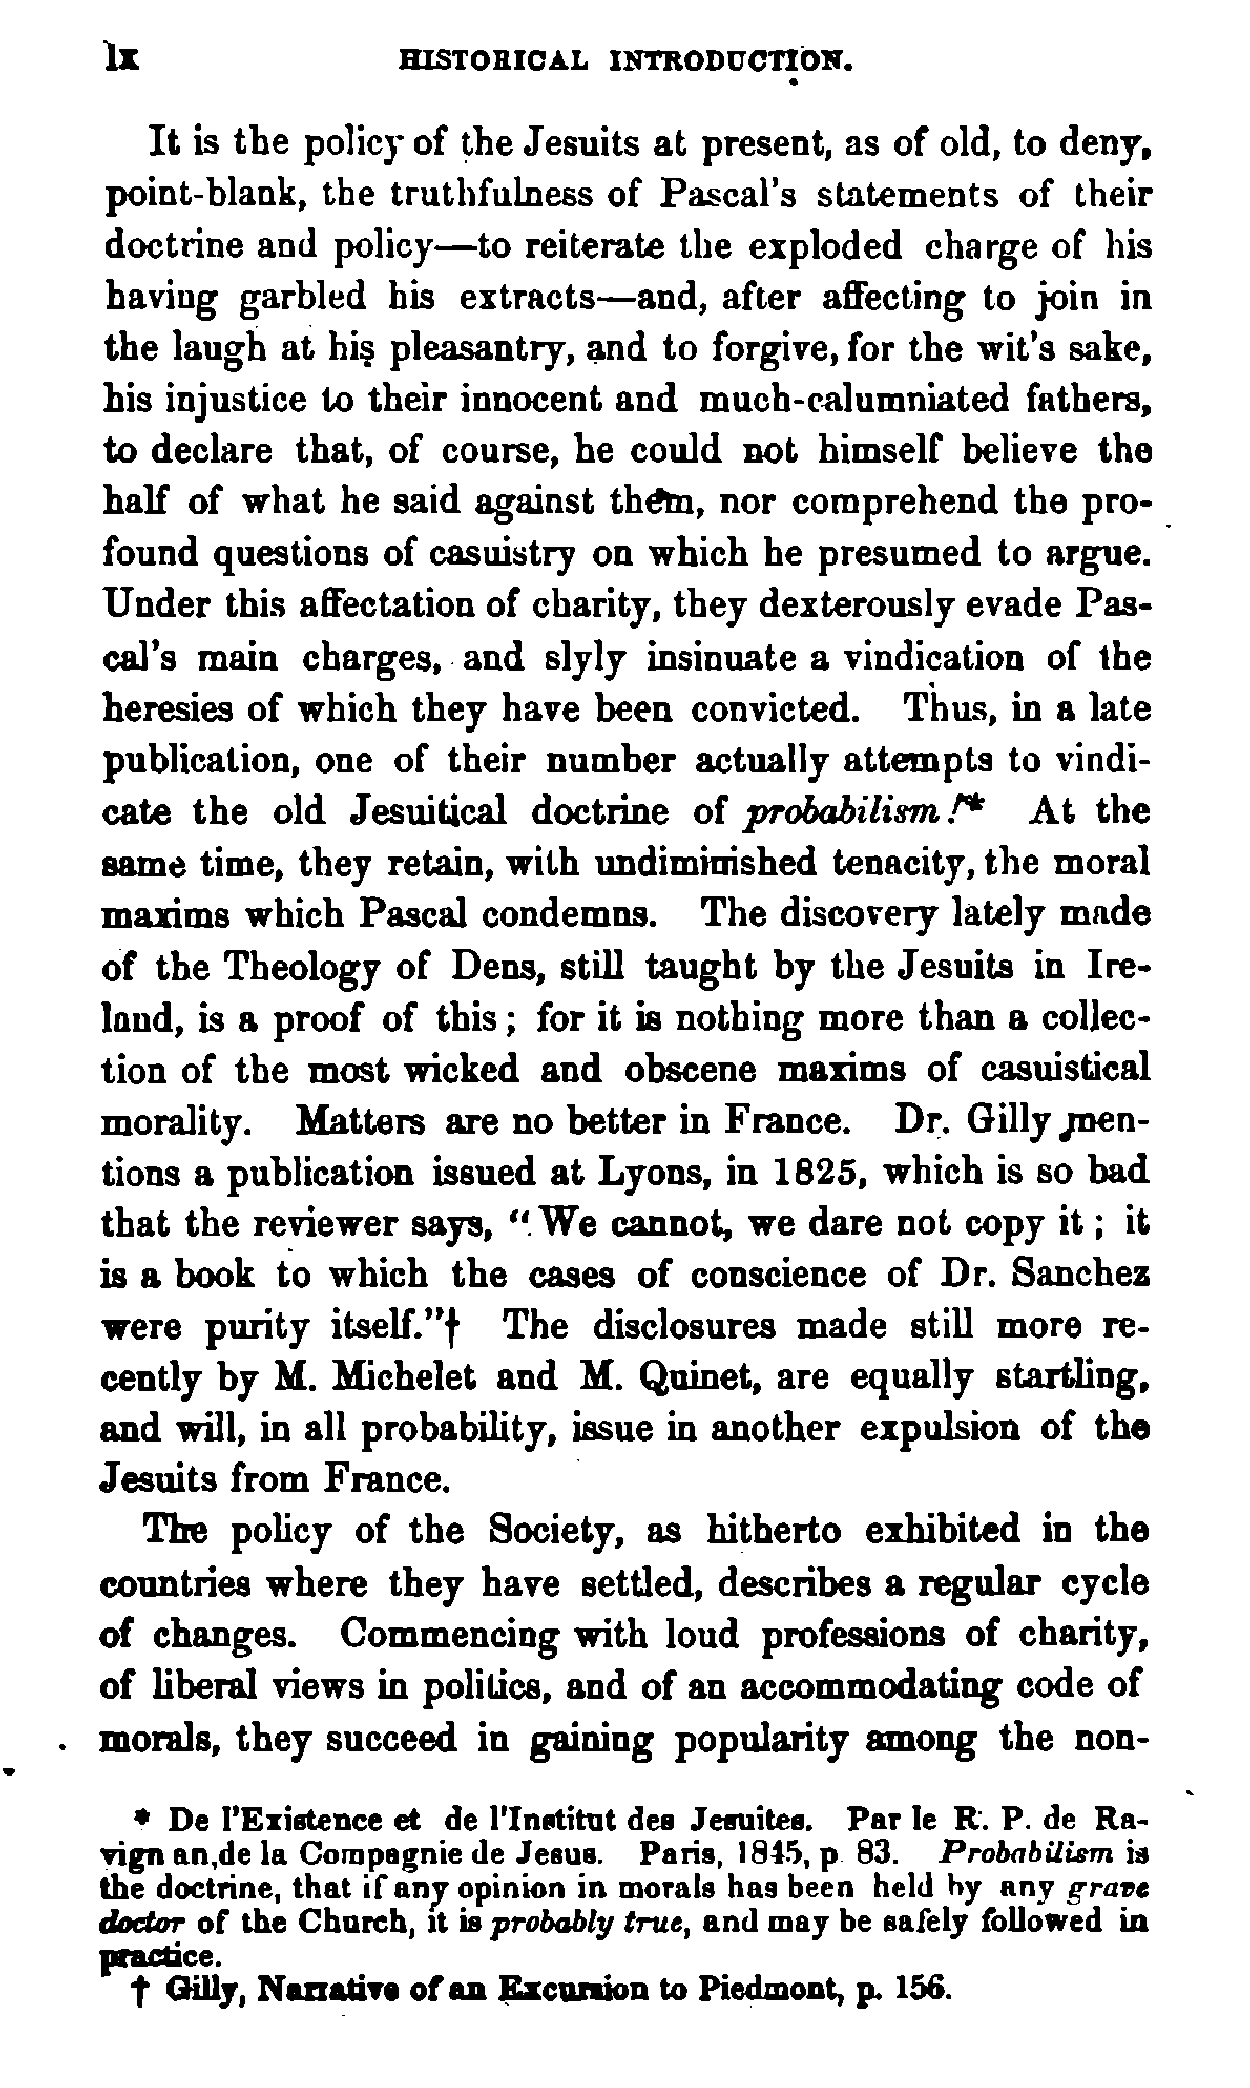 lx HISTORICAL INTRODUCTION.
It is the policy of the Jesuits at present, as of old, to deny,
point-blank, the truthfulness of Pascal's statements of their
doctrine and policy—to reiterate the exploded charge of his
having garbled his extracts—and, after affecting to join in
the laugh at his pleasantry, and to forgive, for the wit's sake,
his injustice to their innocent and much-calumniated fathers,
to declare that, of course, he could not himself believe the
half of what he said against them, nor comprehend the pro-
found questions of casuistry on which he presumed to argue.
Under this affectation of charity, they dexterously evade Pas-
cal's main charges, and slyly insinuate a vindication of the
heresies of which they have been convicted. Thus, in a late
publication, one of their number actually attempts to vindi-
cate the old Jesuitical doctrine of probabilism!* At the
same time, they retain, with undiminished tenacity, the moral
maxims which Pascal condemns. The discovery lately made
of the Theology of Dens, still taught by the Jesuits in Ire-
land, is a proof of this; for it is nothing more than a collec-
tion of the most wicked and obscene maxims of casuistical
morality. Matters are no better in France. Dr. Gilly men-
tions a publication issued at Lyons, in 1825, which is so bad
that the reviewer says, "We cannot, we dare not copy it; it
is a book to which the cases of conscience of Dr. Sanchez
were purity itself."† The disclosures made still more re-
cently by M. Michelet and M. Quinet, are equally startling,
and will, in all probability, issue in another expulsion of the
Jesuits from France.
The policy of the Society, as hitherto exhibited in the
countries where they have settled, describes a regular cycle
of changes. Commencing with loud professions of charity,
of liberal views in politics, and of an accommodating code of
morals, they succeed in gaining popularity among the non-
* De l'Existence et de l'Institut des Jesuites. Par le R. P. de Ra-
vign an,de la Compagnie de Jesus. Paris, 1845, p 83. Probabilism is
the doctrine, that if any opinion in morals has been held by any grave
doctor of the Church, it is probably true, and may be safely followed in
practice.
† Gilly, Narrative of an Excursion to Piedmont, p. 156.